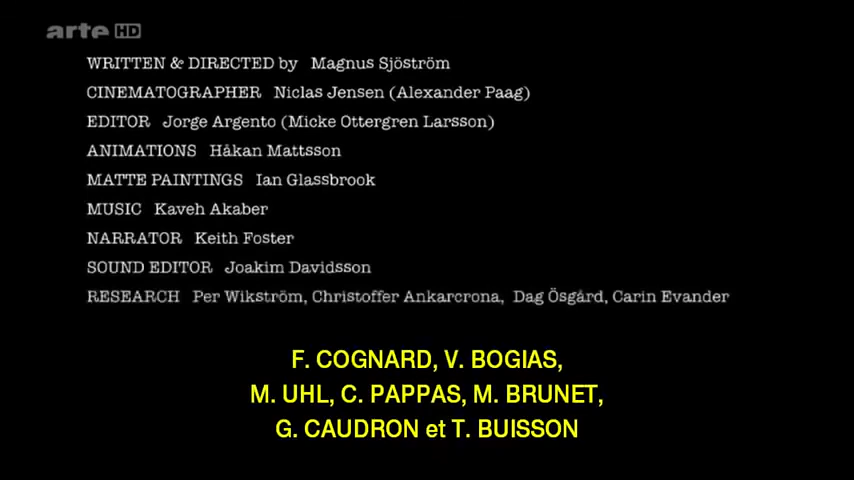 arte HD
WRITTEN & DIRECTED by Magnus Sjöström
CINEMATOGRAPHER Niclas Jensen (Alexander Paag)
EDITOR Jorge Argento (Micke Ottergren Larsson)
ANIMATIONS Håkan Mattsson
MATTE PAINTINGS Ian Glassbrook
MUSIC Kaveh Akaber
NARRATOR Keith Foster
SOUND EDITOR Joakim Davidsson
RESEARCH Per Wikström, Christoffer Ankarcrona, Dag Ösgård, Carin Evander
F. COGNARD, V. BOGIAS,
M. UHL, C. PAPPAS, M. BRUNET,
G. CAUDRON et T. BUISSON